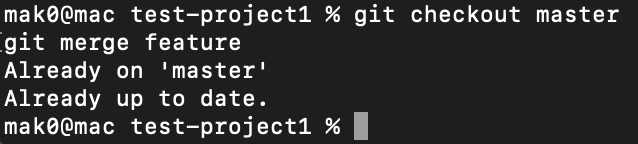 mak0@mac test-project1 % git checkout master
git merge feature
Already on 'master'
Already up to date.
mak0@mac test-project1 %